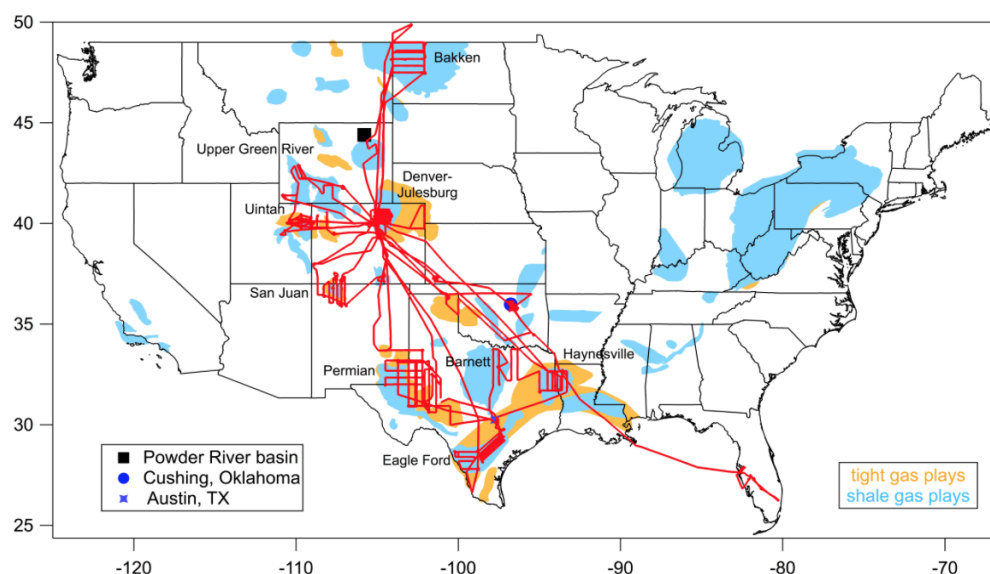 50
45
40
35
30
25
-120
-110
-100
-90
-80
-70
Bakken
Upper Green River
Denver-
Julesburg
Uintah
San Juan
Permian
Barnett
Haynesville
Eagle Ford
Powder River basin
Cushing, Oklahoma
Austin, TX
tight gas plays
shale gas plays